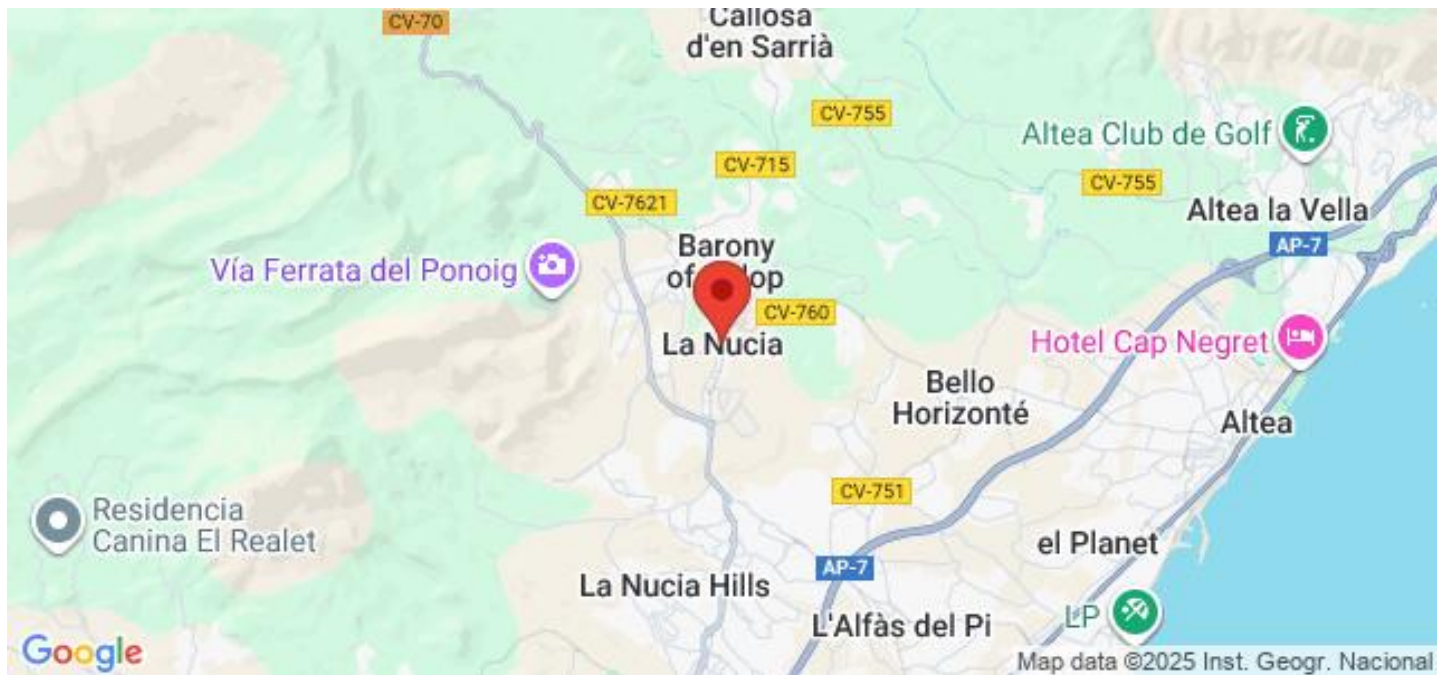 Callosa
d'en Sarrià
CV-70
CV-755
Altea Club de Golf
CV-715
CV-755
CV-7621
Altea la Vella
Barony
AP-7
Vía Ferrata del Ponoig
of
lop
CV-760
La Nucia
Hotel Cap Negret
Bello
Horizonté
Altea
CV-751
Residencia
Canina El Realet
el Planet
AP-7
La Nucia Hills
LP
L'Alfàs del Pi
Google
Map data ©2025 Inst. Geogr. Nacional